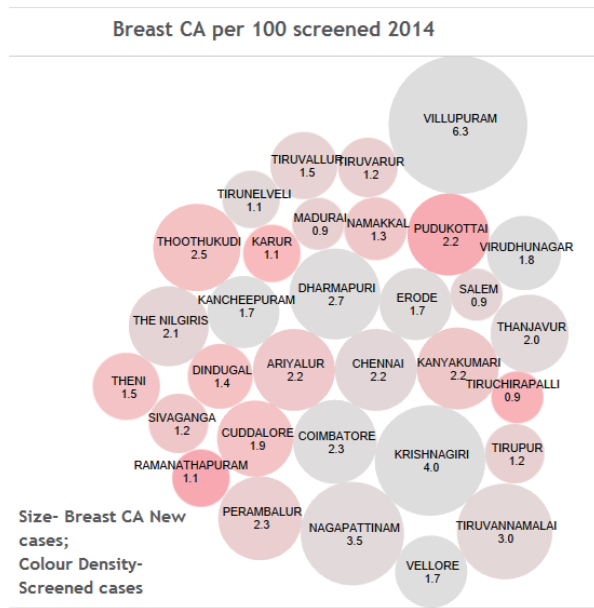 Breast CA per 100 screened 2014
VILLUPURAM
6.3
TIRUVALLUR
1.5
TIRUVARUR
1.2
TIRUNELVELI
1.1
MADURAI
0.9
NAMAKKAL
1.3
PUDUKOTTAI
2.2
VIRUDHUNAGAR
1.8
THOOTHUKUDI
2.5
KARUR
1.1
DHARMAPURI
2.7
SALEM
0.9
KANCHEEPURAM
1.7
ERODE
1.7
THE NILGIRIS
2.1
THANJAVUR
2.0
THENI
1.5
DINDUGAL
1.4
ARIYALUR
2.2
CHENNAI
2.2
KANYAKUMARI
2.2
TIRUCHIRAPALLI
0.9
SIVAGANGA
1.2
CUDDALORE
1.9
COIMBATORE
2.3
KRISHNAGIRI
4.0
TIRUPUR
1.2
RAMANATHAPURAM
1.1
PERAMBALUR
2.3
NAGAPATTINAM
3.5
TIRUVANNAMALAI
3.0
VELLORE
1.7
Size- Breast CA New
cases;
Colour Density-
Screened cases